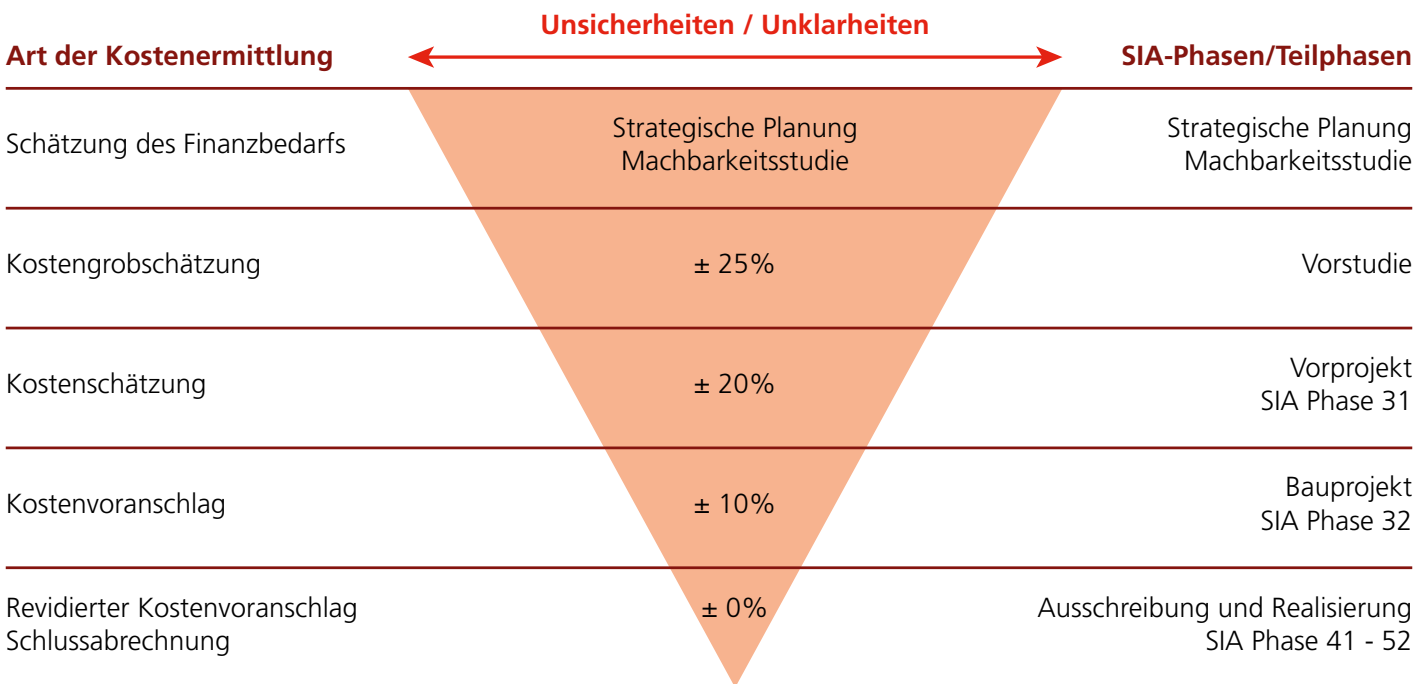 Unsicherheiten / Unklarheiten
Art der Kostenermittlung
SIA-Phasen/Teilphasen
Schätzung des Finanzbedarfs
Strategische Planung
Machbarkeitsstudie
Strategische Planung
Machbarkeitsstudie
Kostengrobschätzung
± 25%
Vorstudie
Kostenschätzung
± 20%
Vorprojekt
SIA Phase 31
Kostenvoranschlag
± 10%
Bauprojekt
SIA Phase 32
Revidierter Kostenvoranschlag
Schlussabrechnung
± 0%
Ausschreibung und Realisierung
SIA Phase 41 - 52